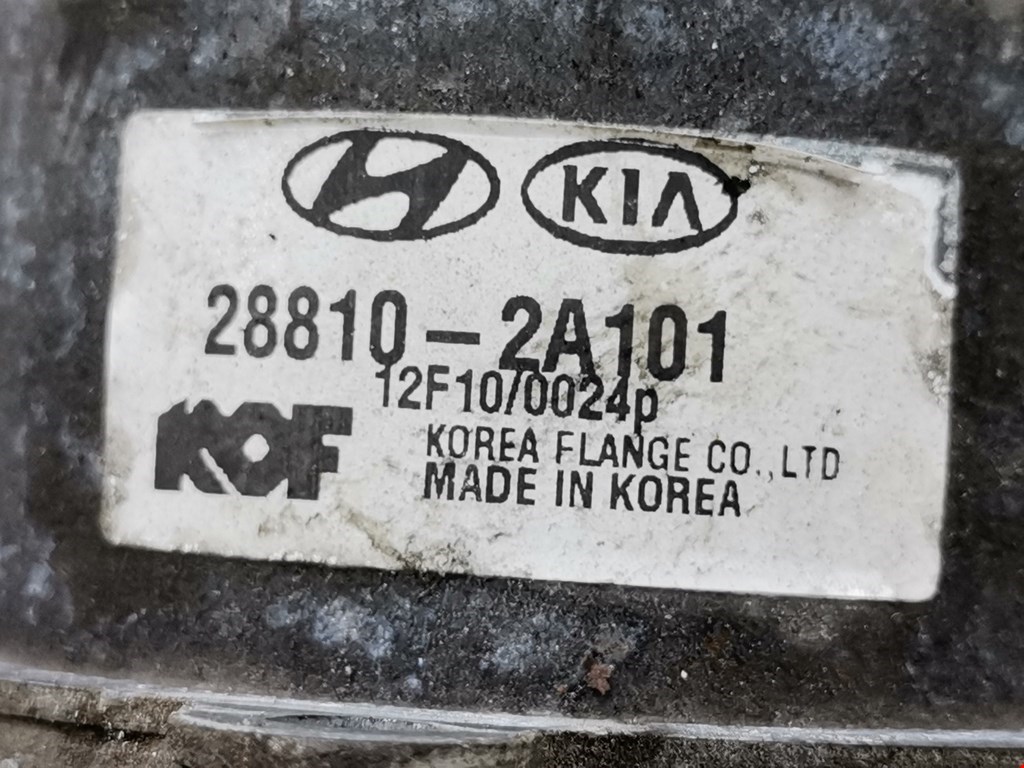 KIA
28810-2A101
12F10/0024p
KOF
KOREA FLANGE CO.,LTD
MADE IN KOREA